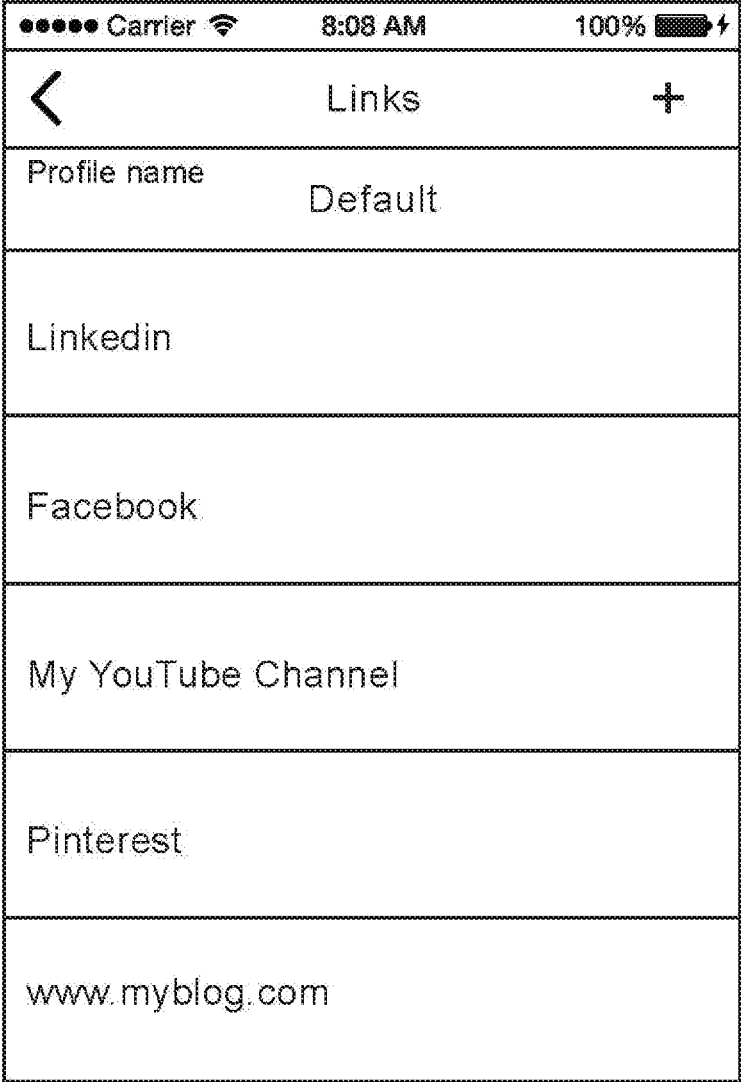 Carrier 8:08 AM 100%
Links +
Profile name
Default
Linkedin
Facebook
My YouTube Channel
Pinterest
www.myblog.com